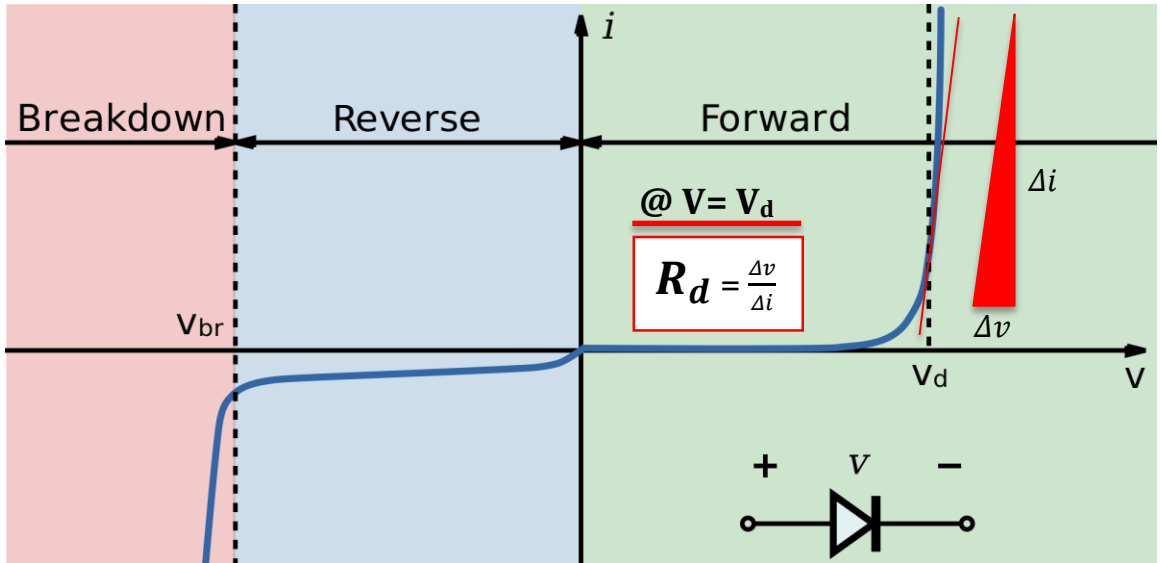 i
Breakdown
Reverse
Forward
@ V= Vd
Rd = Δv/Δi
Δi
Δv
vbr
vd
v
+ v −